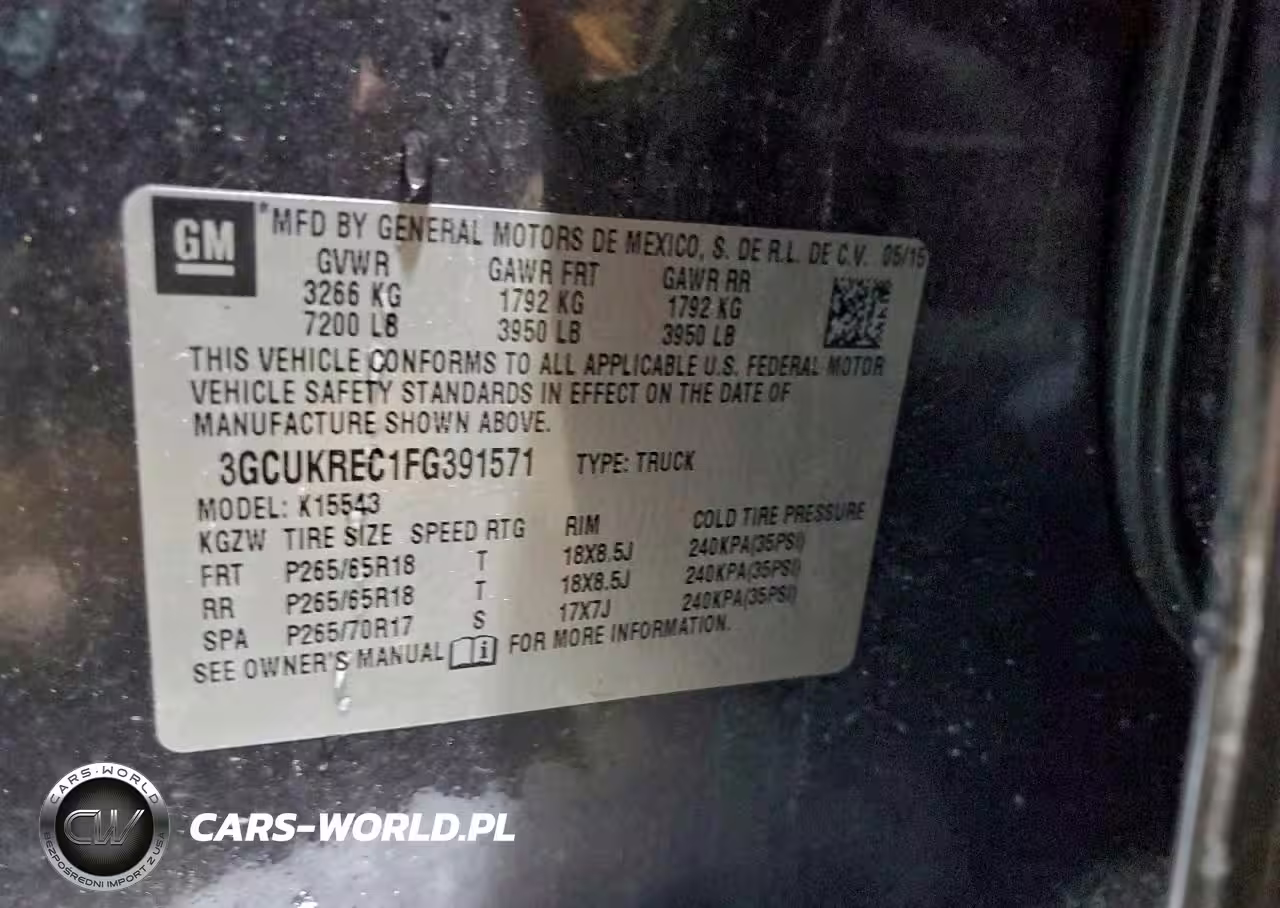 GM
*MFD BY GENERAL MOTORS DE MEXICO, S. DE R.L. DE C.V. 05/15
GVWR GAWR FRT GAWR RR
3266 KG 1792 KG 1792 KG
7200 LB 3950 LB 3950 LB
THIS VEHICLE CONFORMS TO ALL APPLICABLE U.S. FEDERAL MOTOR
VEHICLE SAFETY STANDARDS IN EFFECT ON THE DATE OF
MANUFACTURE SHOWN ABOVE.
3GCUKREC1FG391571 TYPE: TRUCK
MODEL: K15543
KGZW TIRE SIZE SPEED RTG RIM COLD TIRE PRESSURE
FRT P265/65R18 T 18X8.5J 240KPA(35PSI)
RR P265/65R18 T 18X8.5J 240KPA(35PSI)
SPA P265/70R17 S 17X7J 240KPA(35PSI)
SEE OWNER'S MANUAL i FOR MORE INFORMATION.
CARS-WORLD
CW
BEZPOŚREDNI IMPORT Z USA
CARS-WORLD.PL